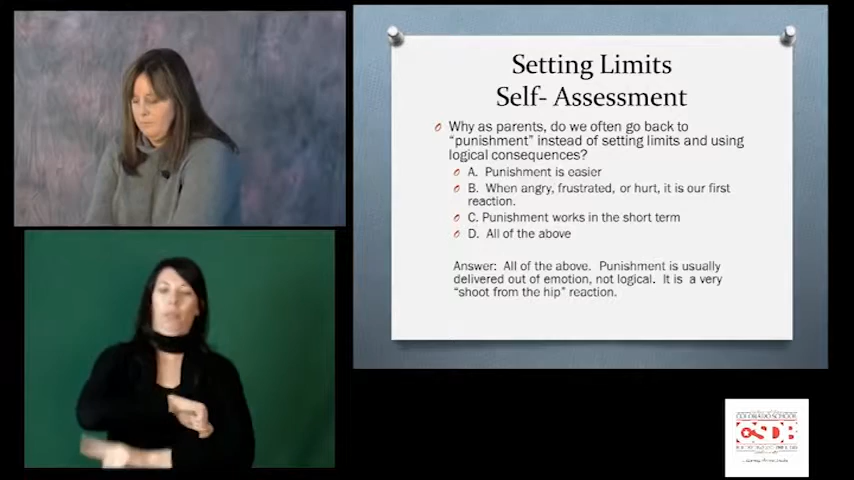 Setting Limits
Self- Assessment
Why as parents, do we often go back to
“punishment” instead of setting limits and using
logical consequences?
A. Punishment is easier
B. When angry, frustrated, or hurt, it is our first
reaction.
C. Punishment works in the short term
D. All of the above
Answer: All of the above. Punishment is usually
delivered out of emotion, not logical. It is a very
“shoot from the hip” reaction.
COLORADO SCHOOL
CSDB